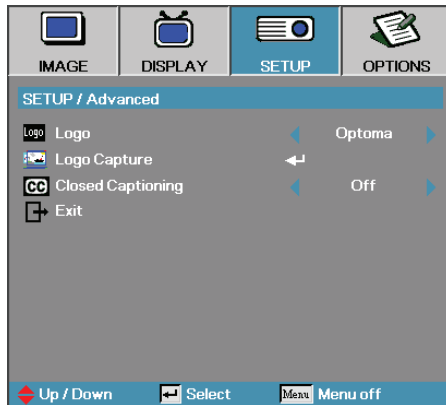 IMAGE DISPLAY SETUP OPTIONS
SETUP / Advanced
Logo Logo Optoma
Logo Capture
CC Closed Captioning Off
Exit
Up / Down Select Menu Menu off